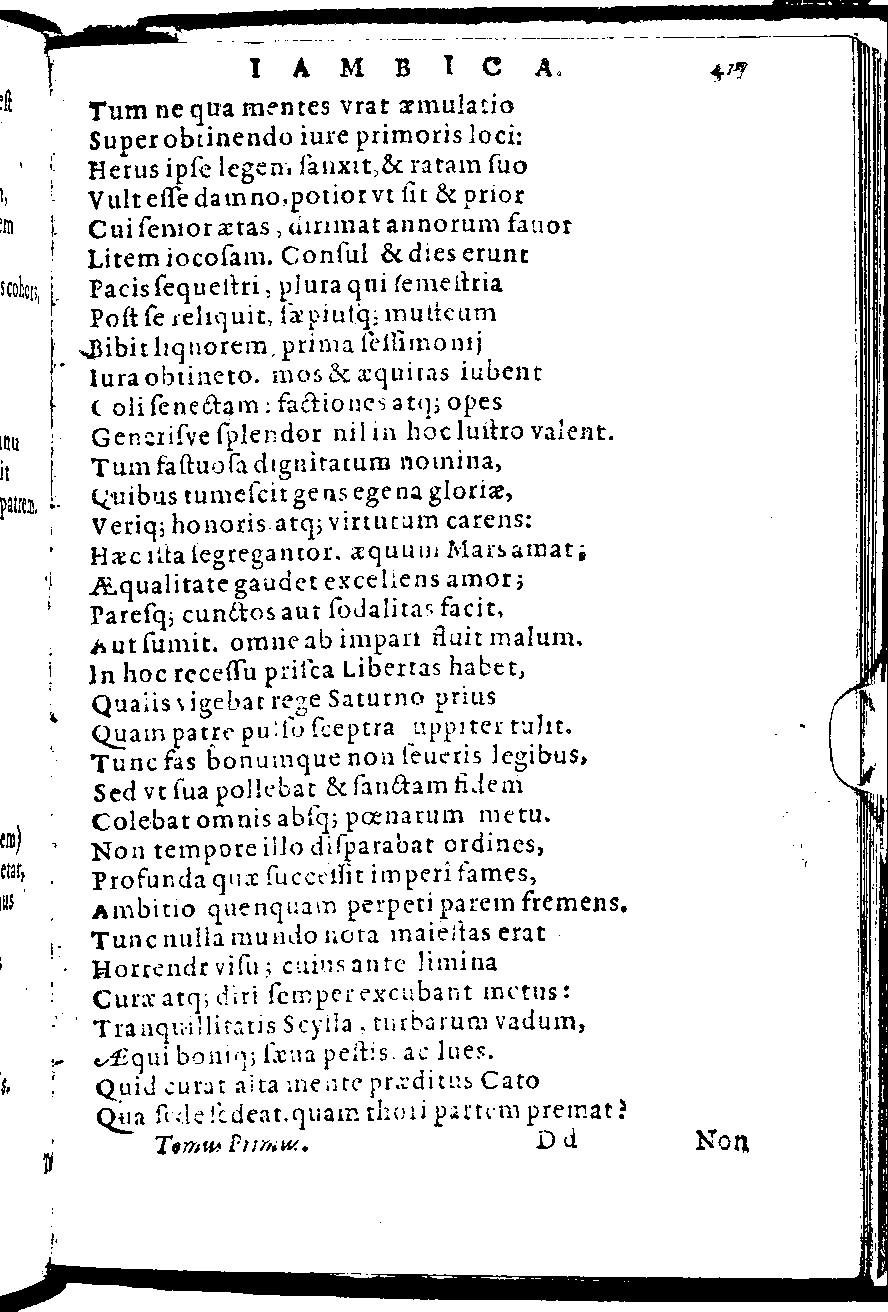 IAMBICA. 417
Tum ne qua mentes vrat æmulatio
Super obtinendo iure primoris loci:
Herus ipſe legem ſanxit, & ratam ſuo
Vult eſſe damno, potior vt ſit & prior
Cui ſenior ætas, dirimat annorum fauor
Litem iocoſam. Conſul & dies erunt
Pacis ſequeſtri, plura qui ſemeſtria
Poſt ſe reliquit, ſæpiuſq; muſteum
Bibit liquorem, prima ſeſſimonij
Iura obtineto. mos & æquitas iubent
Coli ſenectam: factiones atq; opes
Generiſve ſplendor nil in hoc luſtro valent.
Tum faſtuoſa dignitatum nomina,
Quibus tumeſcit gens egena gloriæ,
Veriq; honoris atq; virtutum carens:
Hæc iſta ſegregantor. æquum Mars amat;
Æqualitate gaudet excellens amor;
Pareſq; cunctos aut ſodalitas facit,
Aut ſumit. omne ab impari fluit malum.
In hoc receſſu priſca Libertas habet,
Qualis vigebat rege Saturno prius
Quam patre pulſo ſceptra Iuppiter tulit.
Tunc fas bonumque non ſeueris legibus,
Sed vt ſua pollebat & ſanctam fidem
Colebat omnis abſq; pœnarum metu.
Non tempore illo diſparabat ordines,
Profunda quæ ſucceſſit imperî fames,
Ambitio quenquam perpeti parem fremens.
Tunc nulla mundo nota maieſtas erat
Horrendr viſu; cuius ante limina
Curæ atq; diri ſemper excubant metus:
Tranquillitatis Scylla, turbarum vadum,
Æqui boniq; ſæua peſtis. ac lues.
Quid curat alta mente præditus Cato
Qua ſede ſedeat, quam thori partem premat?
Tomus Primus. Dd Non